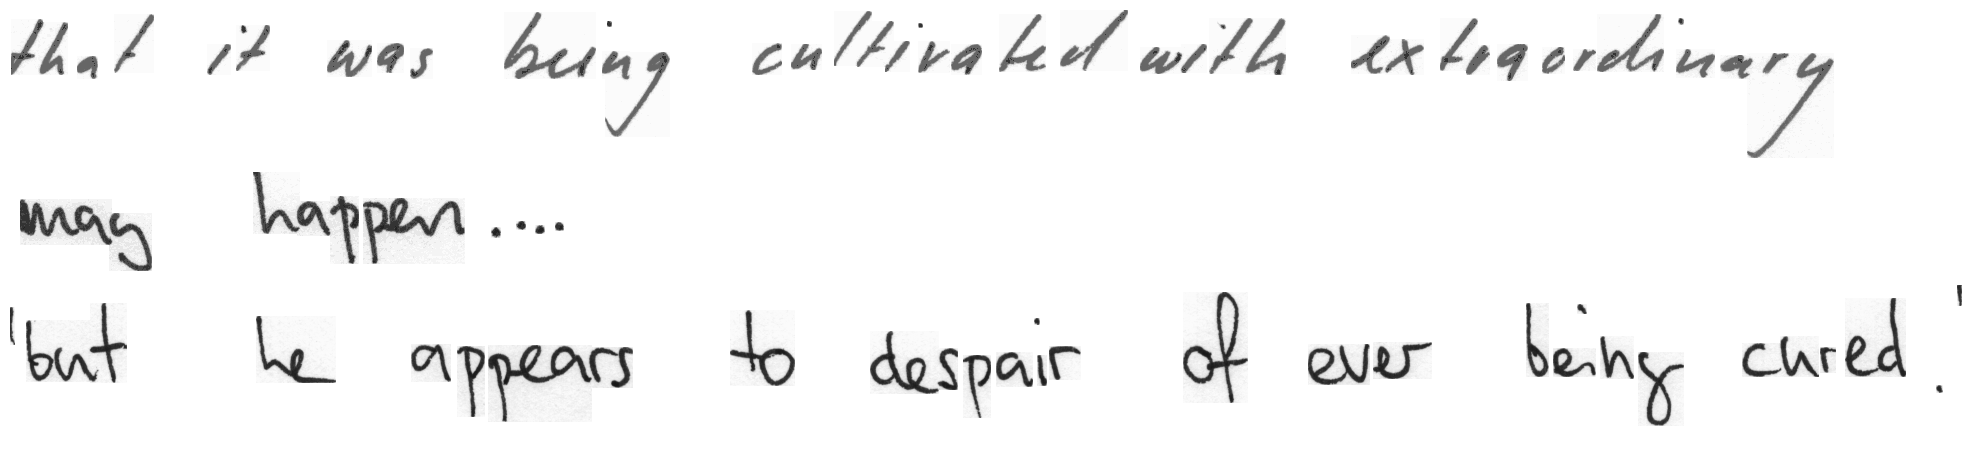 that it was being cultivated with extraordinary
may happen....
'but he appears to despair of ever being cured.'